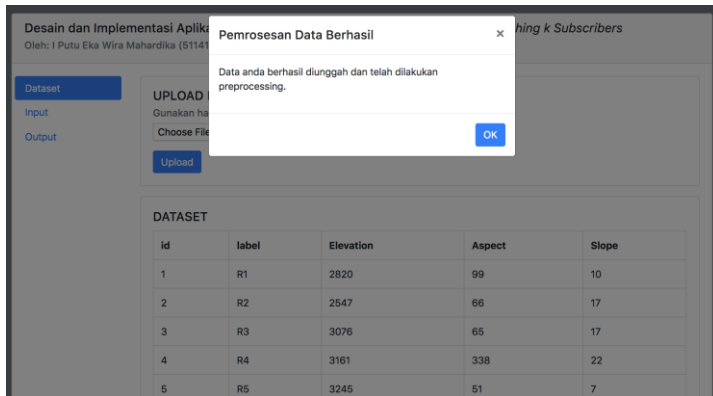 Desain dan Implementasi Aplika
hing k Subscribers
Oleh: I Putu Eka Wira Mahardika (51141
Pemrosesan Data Berhasil ×
Data anda berhasil diunggah dan telah dilakukan
preprocessing.
OK
Dataset
Input
Output
UPLOAD
Gunakan ha
Choose File
Upload
DATASET
id label Elevation Aspect Slope
1 R1 2820 99 10
2 R2 2547 66 17
3 R3 3076 65 17
4 R4 3161 338 22
5 R5 3245 51 7